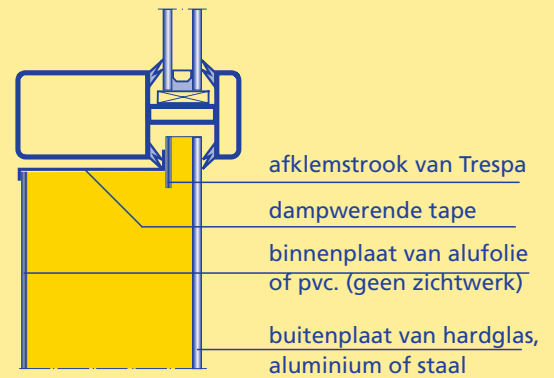 afklemstrook van Trespa
dampwerende tape
binnenplaat van alufolie
of pvc. (geen zichtwerk)
buitenplaat van hardglas,
aluminium of staal